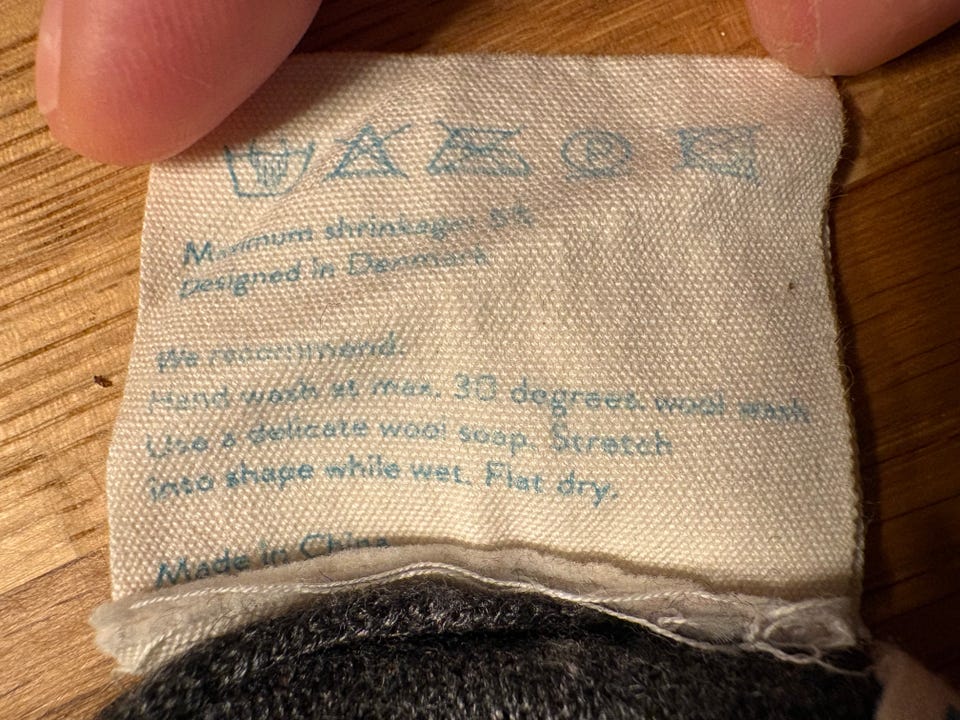 P
Maximum shrinkage: 5%
Designed in Denmark
We recommend.
Hand wash at max. 30 degrees. wool wash
Use a delicate wool soap. Stretch
into shape while wet. Flat dry.
Made in China